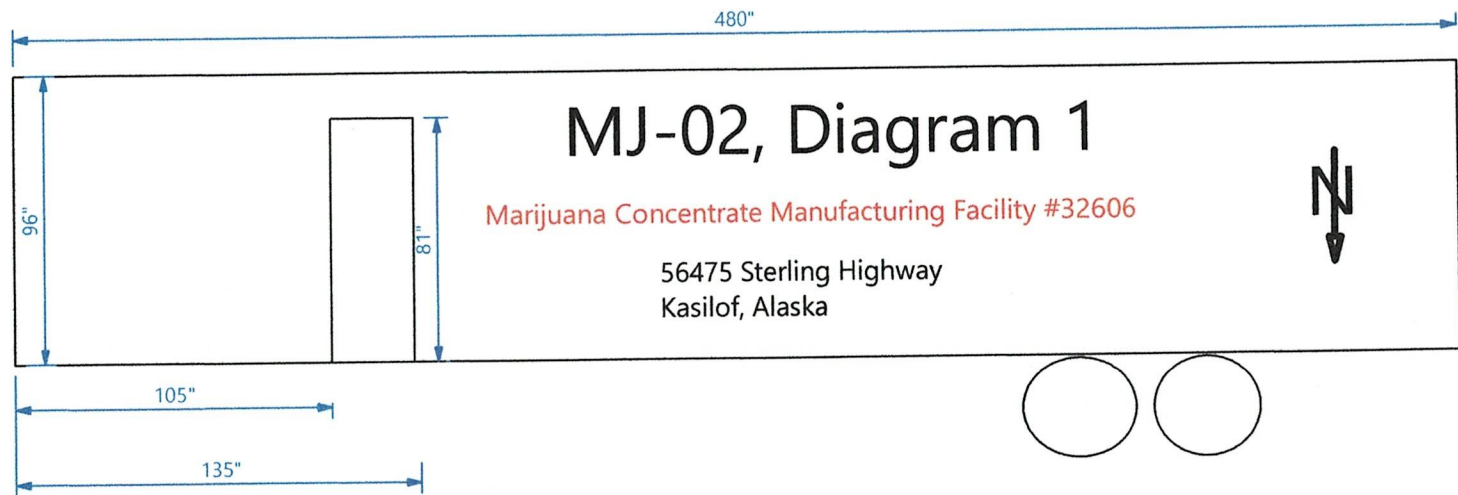 480"
MJ-02, Diagram 1
N
96"
81"
Marijuana Concentrate Manufacturing Facility #32606
56475 Sterling Highway
Kasilof, Alaska
105"
135"